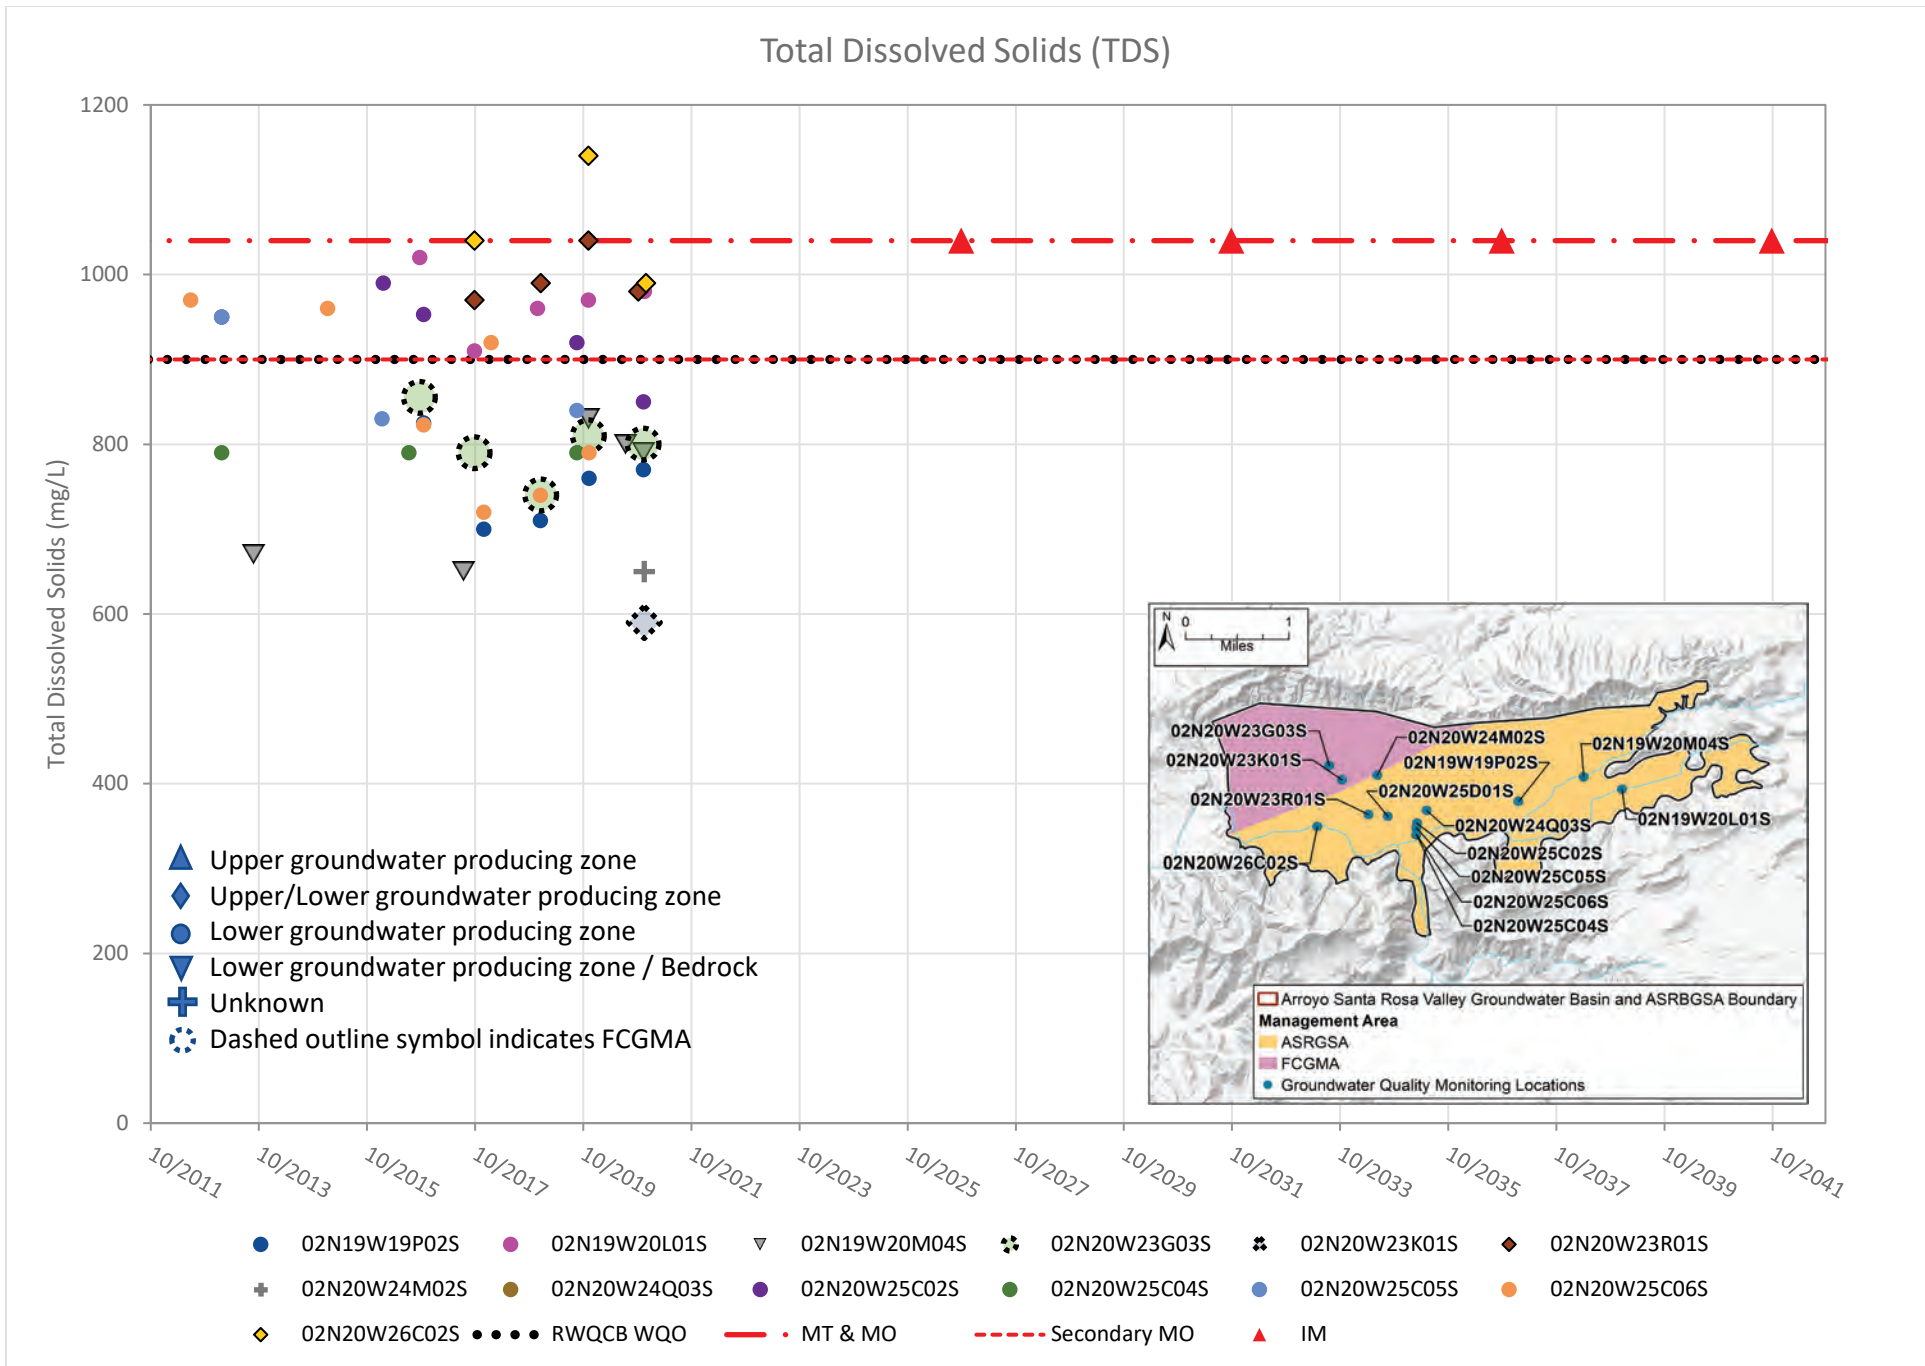 Total Dissolved Solids (TDS)
1200
1000
800
600
400
200
0
Total Dissolved Solids (mg/L)
Upper groundwater producing zone
Upper/Lower groundwater producing zone
Lower groundwater producing zone
Lower groundwater producing zone / Bedrock
Unknown
Dashed outline symbol indicates FCGMA
N
0 1
Miles
02N20W23G03S
02N20W24M02S
02N19W20M04S
02N20W23K01S
02N19W19P02S
02N20W23R01S
02N20W25D01S
02N20W24Q03S
02N19W20L01S
02N20W26C02S
02N20W25C02S
02N20W25C05S
02N20W25C06S
02N20W25C04S
Arroyo Santa Rosa Valley Groundwater Basin and ASRBGSA Boundary
Management Area
ASRGSA
FCGMA
Groundwater Quality Monitoring Locations
10/2011 10/2013 10/2015 10/2017 10/2019 10/2021 10/2023 10/2025 10/2027 10/2029 10/2031 10/2033 10/2035 10/2037 10/2039 10/2041
02N19W19P02S 02N19W20L01S 02N19W20M04S 02N20W23G03S 02N20W23K01S 02N20W23R01S
02N20W24M02S 02N20W24Q03S 02N20W25C02S 02N20W25C04S 02N20W25C05S 02N20W25C06S
02N20W26C02S RWQCB WQO MT & MO Secondary MO IM